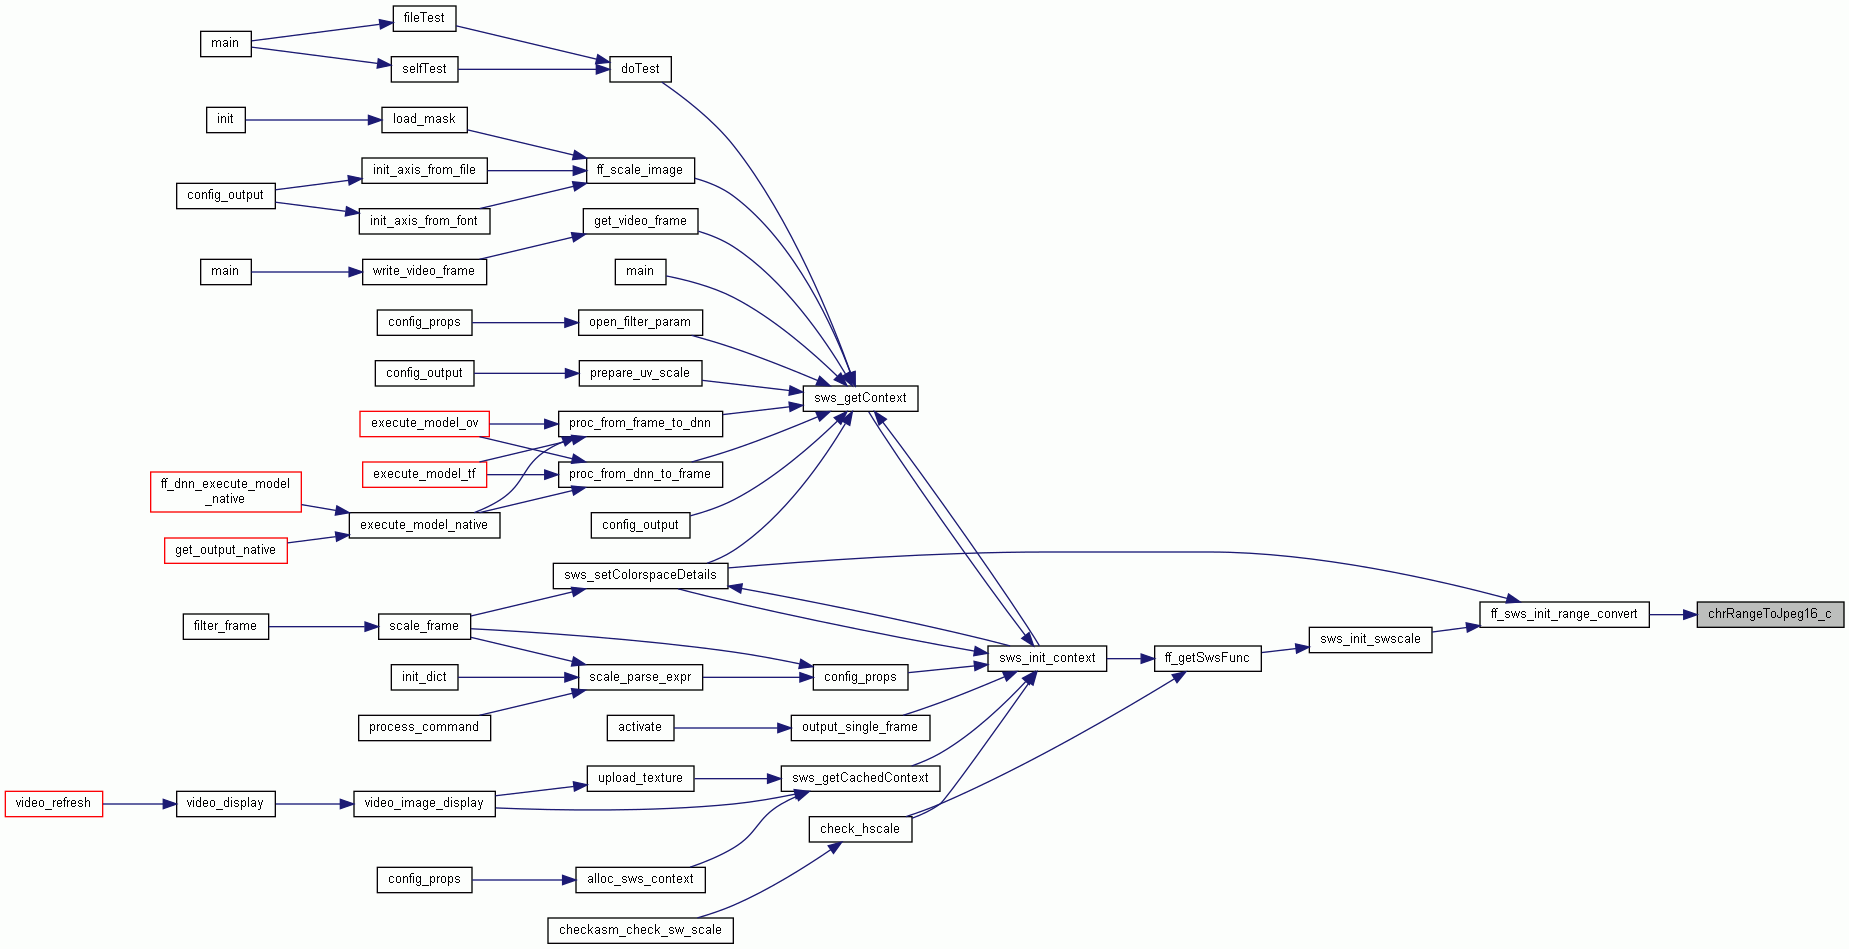 fileTest
main
selfTest
doTest
init
load_mask
init_axis_from_file
ff_scale_image
config_output
init_axis_from_font
get_video_frame
main
write_video_frame
main
config_props
open_filter_param
config_output
prepare_uv_scale
sws_getContext
execute_model_ov
proc_from_frame_to_dnn
execute_model_tf
proc_from_dnn_to_frame
ff_dnn_execute_model
_native
execute_model_native
config_output
get_output_native
sws_setColorspaceDetails
filter_frame
scale_frame
ff_sws_init_range_convert
chrRangeToJpeg16_c
sws_init_swscale
sws_init_context
ff_getSwsFunc
init_dict
scale_parse_expr
config_props
process_command
activate
output_single_frame
upload_texture
sws_getCachedContext
video_refresh
video_display
video_image_display
check_hscale
config_props
alloc_sws_context
checkasm_check_sw_scale